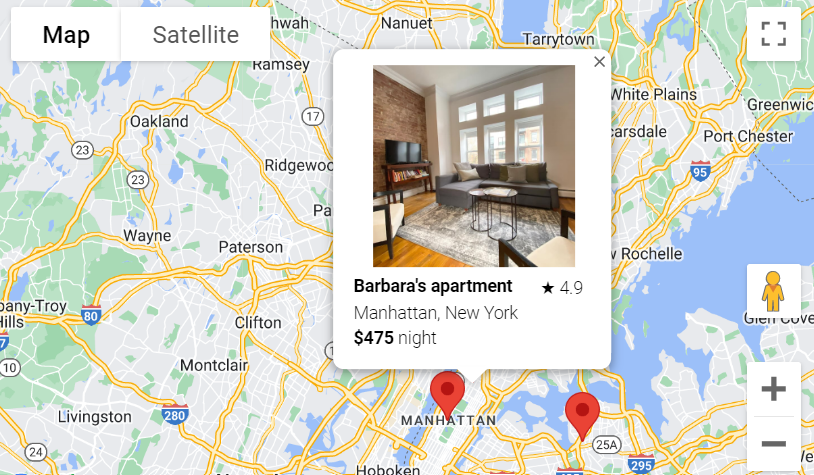 Map
Satellite
hwah
Nanuet
Tarrytown
Ramsey
White Plains
Greenwic
Oakland
17
carsdale
Port Chester
23
23
Ridgewoo
95
Pa
Wayne
Paterson
w Rochelle
Barbara's apartment
★ 4.9
Manhattan, New York
$475 night
bany-Troy
Hills
80
Clifton
Glen Cove
10
Montclair
MANHATTAN
Livingston
280
25A
24
295
Hoboken